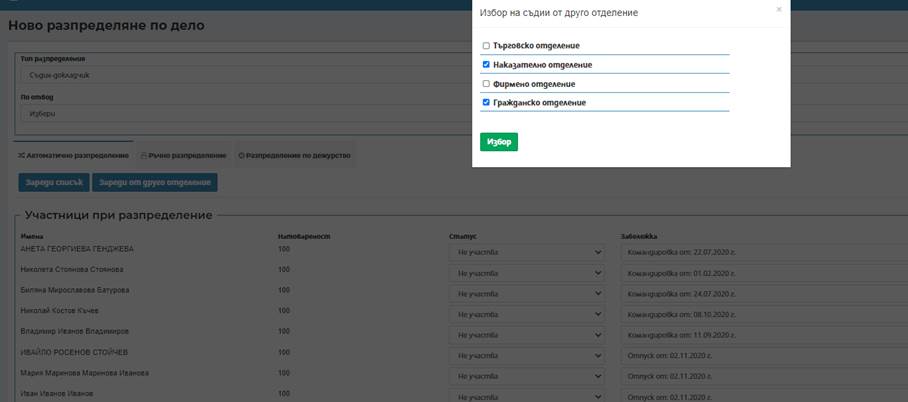 Избор на съдии от друго отделение ×
Търговско отделение
Наказателно отделение
Фирмено отделение
Гражданско отделение
Избор
Ново разпределяне по дело
Тип разпределения
Съдия-докладчик
По отвод
Избери
Автоматично разпределение Ръчно разпределение Разпределение по дежурство
Зареди списък Зареди от друго отделение
Участници при разпределение
Имена Натовареност Статус Забележка
АНЕТА ГЕОРГИЕВА ГЕНДЖЕВА 100 Не участва Командировка от: 22.07.2020 г.
Николета Стоянова Стоянова 100 Не участва Командировка от: 01.02.2020 г.
Биляна Мирославова Батурова 100 Не участва Командировка от: 24.07.2020 г.
Николай Костов Къчев 100 Не участва Командировка от: 08.10.2020 г.
Владимир Иванов Владимиров 100 Не участва Командировка от: 11.09.2020 г.
ИВАЙЛО РОСЕНОВ СТОЙЧЕВ 100 Не участва Отпуск от: 02.11.2020 г.
Мария Маринова Маринова Иванова 100 Не участва Отпуск от: 02.11.2020 г.
Иван Иванов Иванов 100 Не участва Отпуск от: 02.11.2020 г.